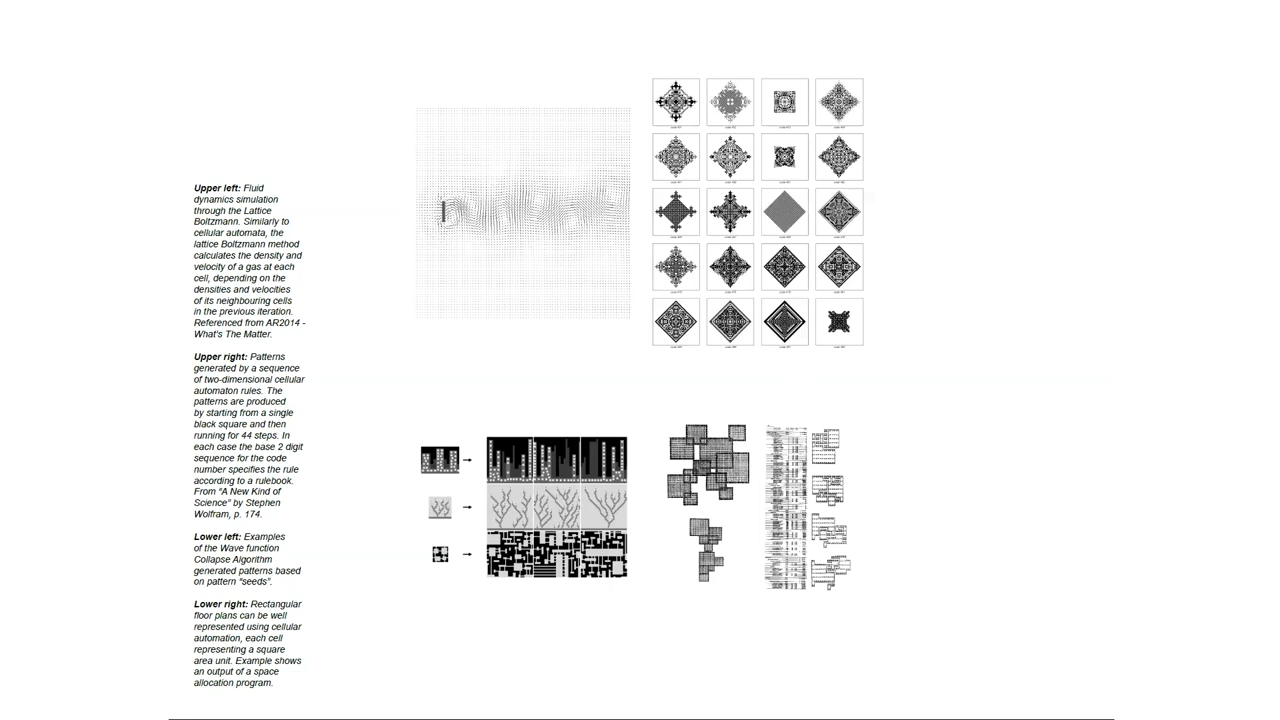 Upper left: Fluid
dynamics simulation
through the Lattice
Boltzmann. Similarly to
cellular automata, the
lattice Boltzmann method
calculates the density and
velocity of a gas at each
cell, depending on the
densities and velocities
of its neighbouring cells
in the previous iteration.
Referenced from AR2014 -
What's The Matter.
Upper right: Patterns
generated by a sequence
of two-dimensional cellular
automaton rules. The
patterns are produced
by starting from a single
black square and then
running for 44 steps. In
each case the base 2 digit
sequence for the code
number specifies the rule
according to a rulebook.
From “A New Kind of
Science” by Stephen
Wolfram, p. 174.
Lower left: Examples
of the Wave function
Collapse Algorithm
generated patterns based
on pattern “seeds”.
Lower right: Rectangular
floor plans can be well
represented using cellular
automation, each cell
representing a square
area unit. Example shows
an output of a space
allocation program.